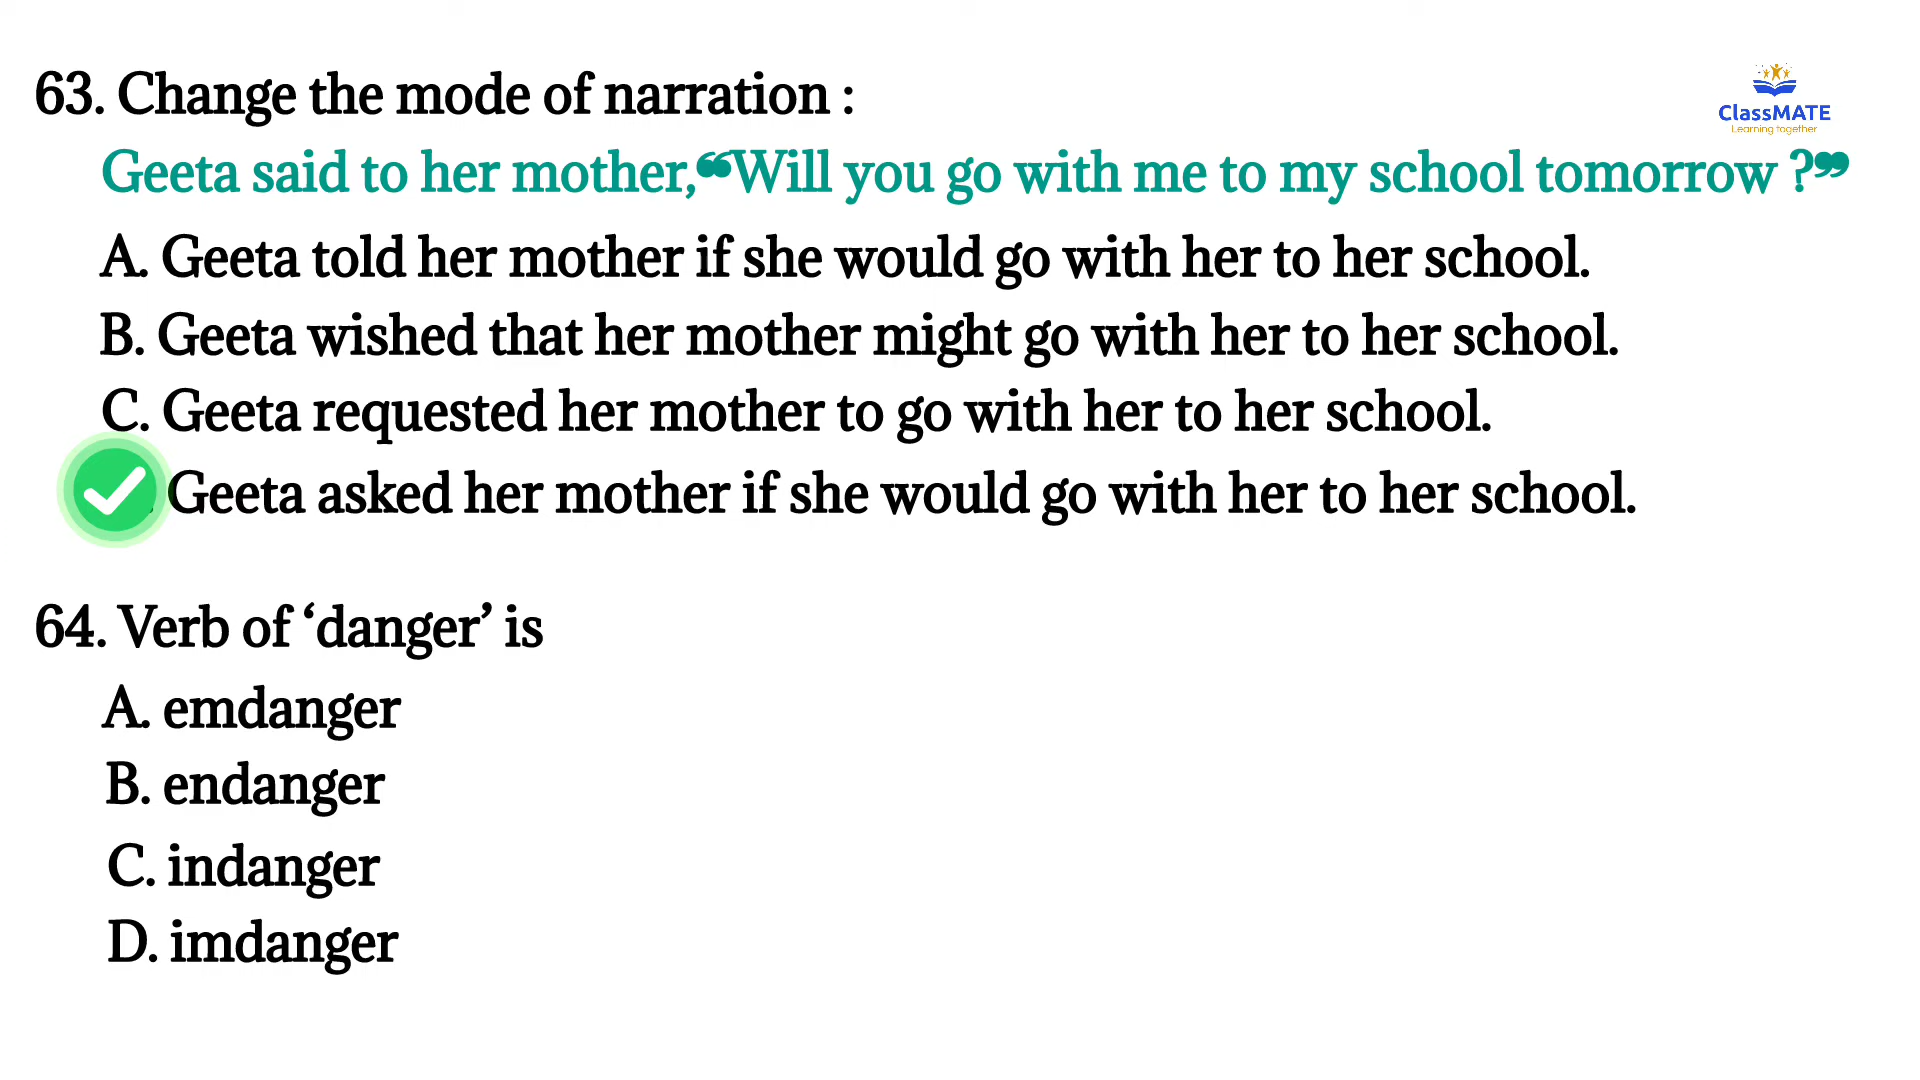 63. Change the mode of narration :
ClassMATE
Learning together
Geeta said to her mother,❝Will you go with me to my school tomorrow ?❞
A. Geeta told her mother if she would go with her to her school.
B. Geeta wished that her mother might go with her to her school.
C. Geeta requested her mother to go with her to her school.
Geeta asked her mother if she would go with her to her school.
64. Verb of ‘danger’ is
A. emdanger
B. endanger
C. indanger
D. imdanger